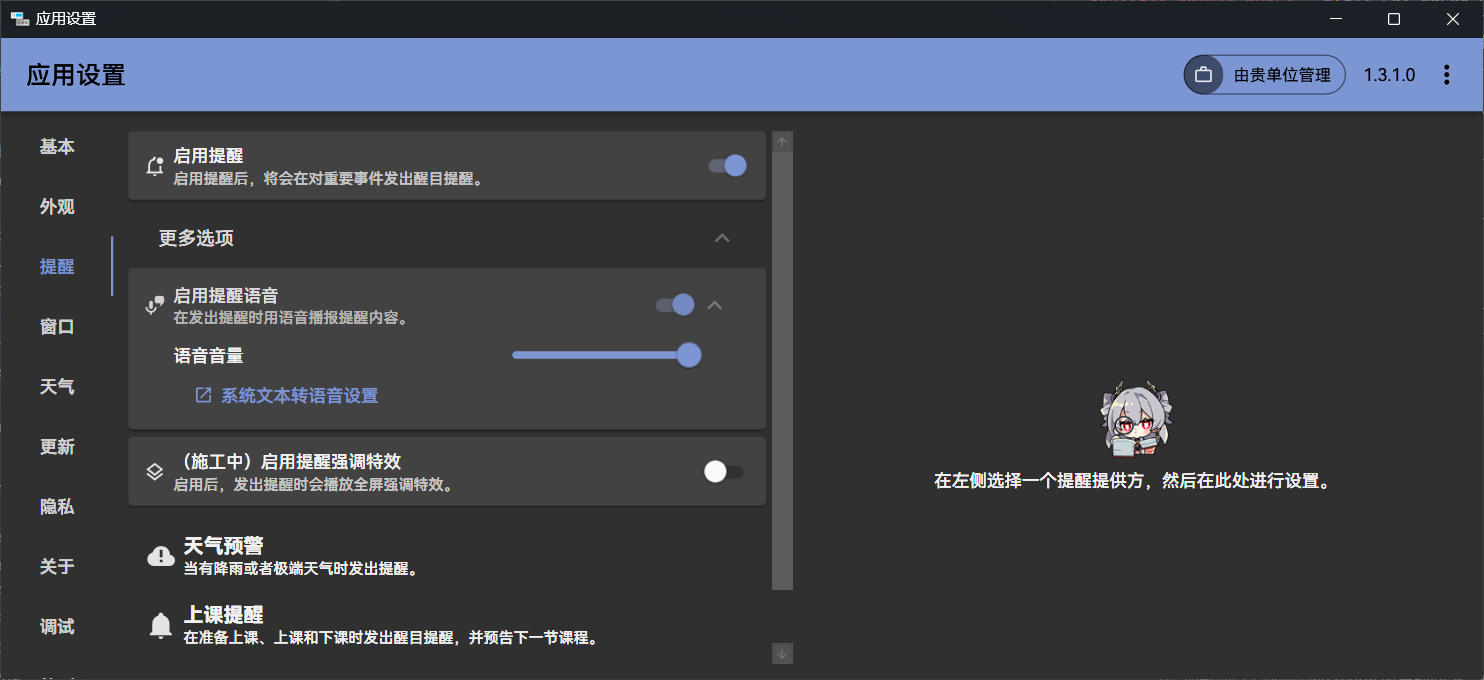 应用设置
应用设置
由贵单位管理
1.3.1.0
基本
外观
提醒
窗口
天气
更新
隐私
关于
调试
启用提醒
启用提醒后，将会在对重要事件发出醒目提醒。
更多选项
启用提醒语音
在发出提醒时用语音播报提醒内容。
语音音量
系统文本转语音设置
（施工中）启用提醒强调特效
启用后，发出提醒时会播放全屏强调特效。
天气预警
当有降雨或者极端天气时发出提醒。
上课提醒
在准备上课、上课和下课时发出醒目提醒，并预告下一节课程。
在左侧选择一个提醒提供方，然后在此处进行设置。